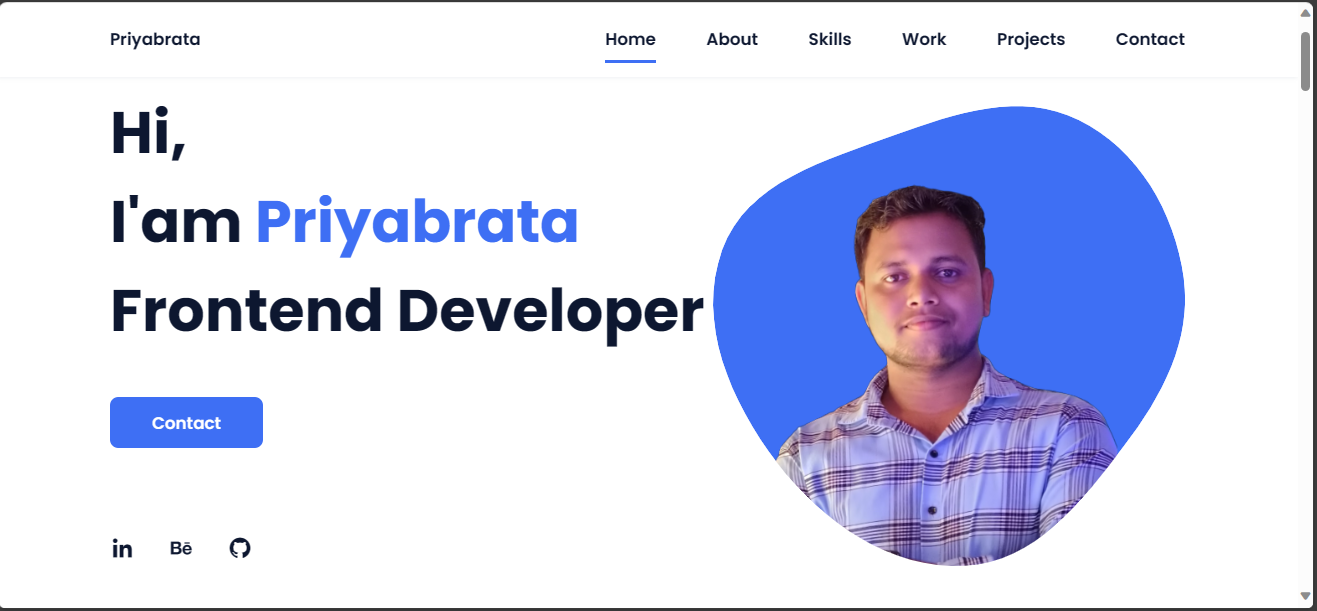 Priyabrata
Home About Skills Work Projects Contact
Hi,
I'am Priyabrata
Frontend Developer
Contact
in Bē